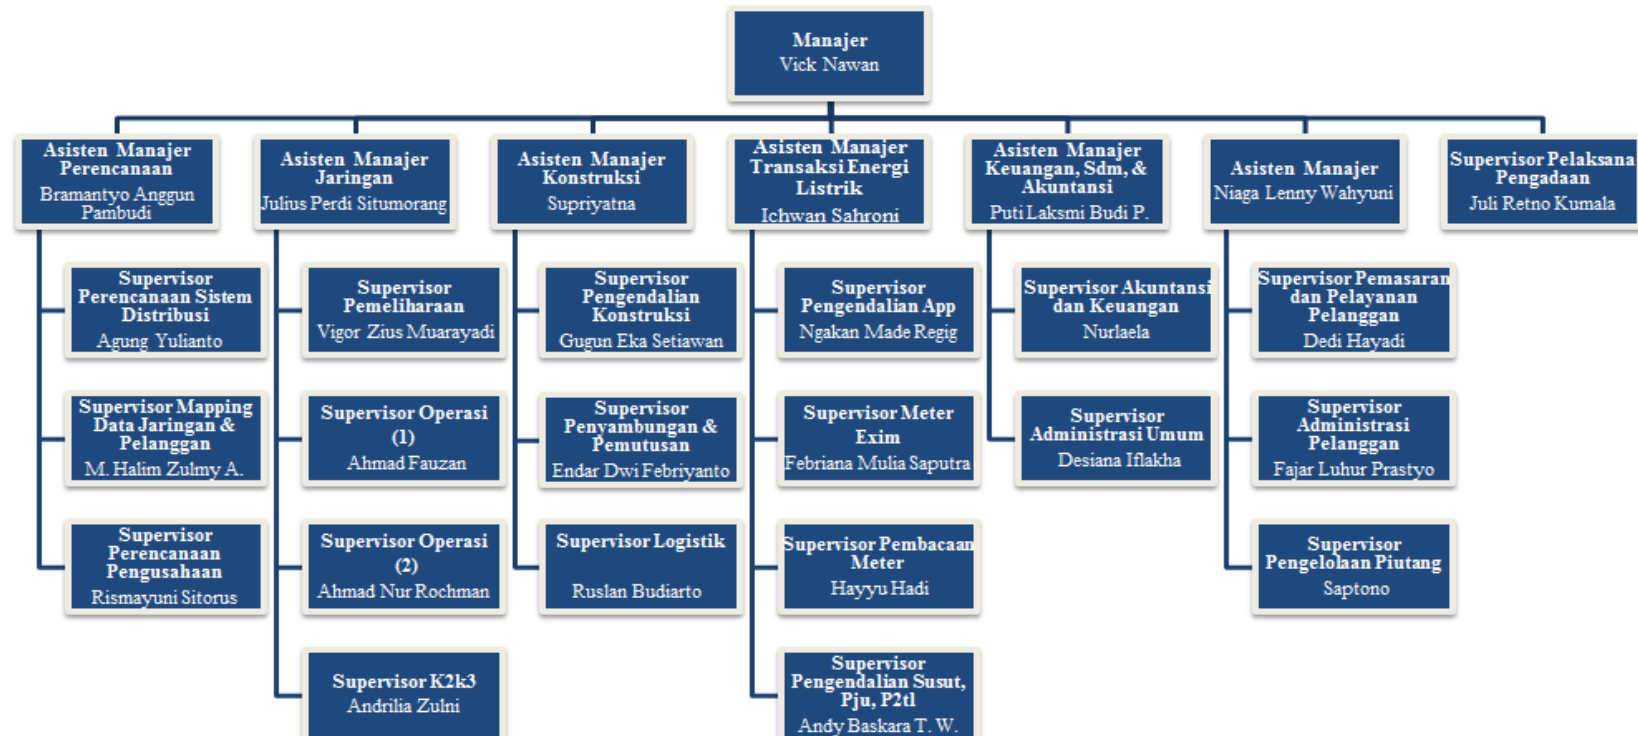 Manajer
Vick Nawan
Asisten Manajer
Perencanaan
Bramantyo Anggun
Pambudi
Asisten Manajer
Jaringan
Julius Perdi Situmorang
Asisten Manajer
Konstruksi
Supriyatna
Asisten Manajer
Transaksi Energi
Listrik
Ichwan Sahroni
Asisten Manajer
Keuangan, Sdm, &
Akuntansi
Puti Laksmi Budi P.
Asisten Manajer
Niaga Lenny Wahyuni
Supervisor Pelaksana
Pengadaan
Juli Retno Kumala
Supervisor
Perencanaan Sistem
Distribusi
Agung Yulianto
Supervisor
Pemeliharaan
Vigor Zius Muarayadi
Supervisor
Pengendalian
Konstruksi
Gugun Eka Setiawan
Supervisor
Pengendalian App
Ngakan Made Regig
Supervisor Akuntansi
dan Keuangan
Nurlaela
Supervisor Pemasaran
dan Pelayanan
Pelanggan
Dedi Hayadi
Supervisor Mapping
Data Jaringan &
Pelanggan
M. Halim Zulmy A.
Supervisor Operasi
(1)
Ahmad Fauzan
Supervisor
Penyambungan &
Pemutusan
Endar Dwi Febriyanto
Supervisor Meter
Exim
Febriana Mulia Saputra
Supervisor
Administrasi Umum
Desiana Iflakha
Supervisor
Administrasi
Pelanggan
Fajar Luhur Prastyo
Supervisor
Perencanaan
Pengusahaan
Rismayuni Sitorus
Supervisor Operasi
(2)
Ahmad Nur Rochman
Supervisor Logistik
Ruslan Budiarto
Supervisor Pembacaan
Meter
Hayyu Hadi
Supervisor
Pengelolaan Piutang
Saptono
Supervisor K2k3
Andrilia Zulni
Supervisor
Pengendalian Susut,
Pju, P2tl
Andy Baskara T. W.